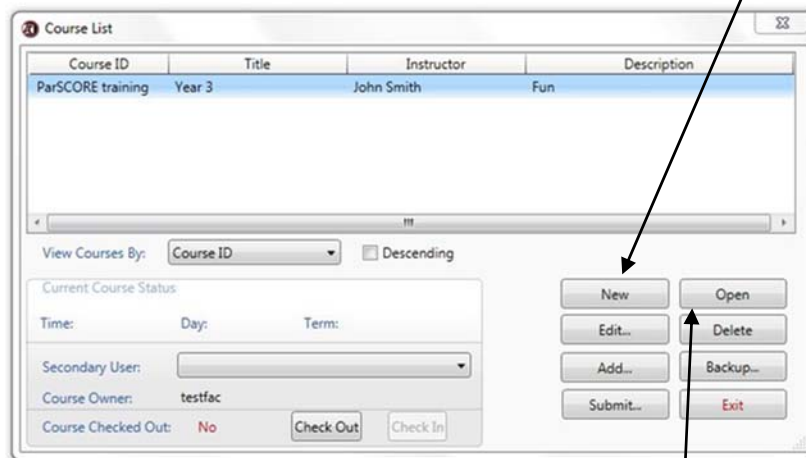 Course List
Course ID Title Instructor Description
ParSCORE training Year 3 John Smith Fun
View Courses By: Course ID Descending
Current Course Status
New Open
Time: Day: Term:
Edit... Delete
Secondary User:
Add... Backup...
Course Owner: testfac
Submit... Exit
Course Checked Out: No Check Out Check In